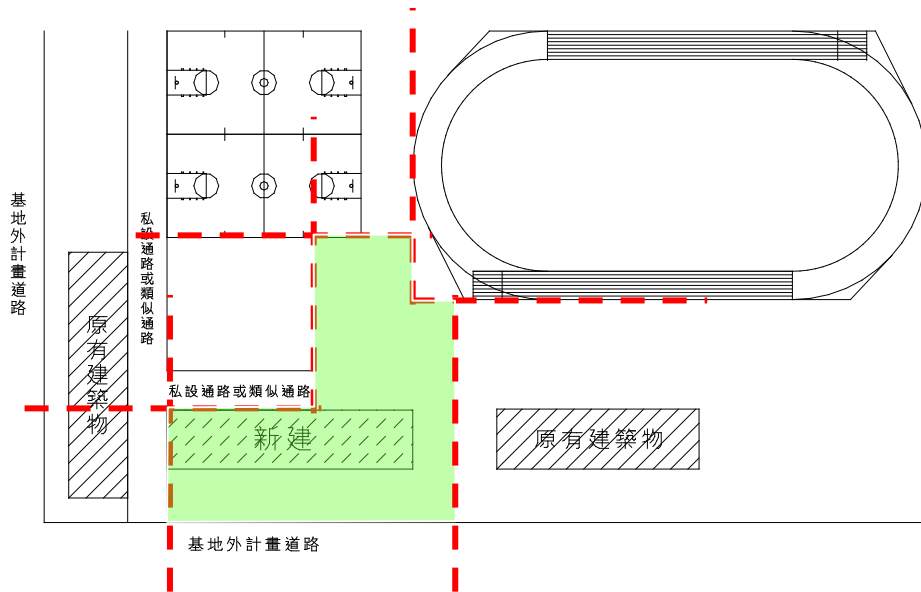 基地外計畫道路
私設通路或類似通路
原有建築物
私設通路或類似通路
新建
原有建築物
基地外計畫道路